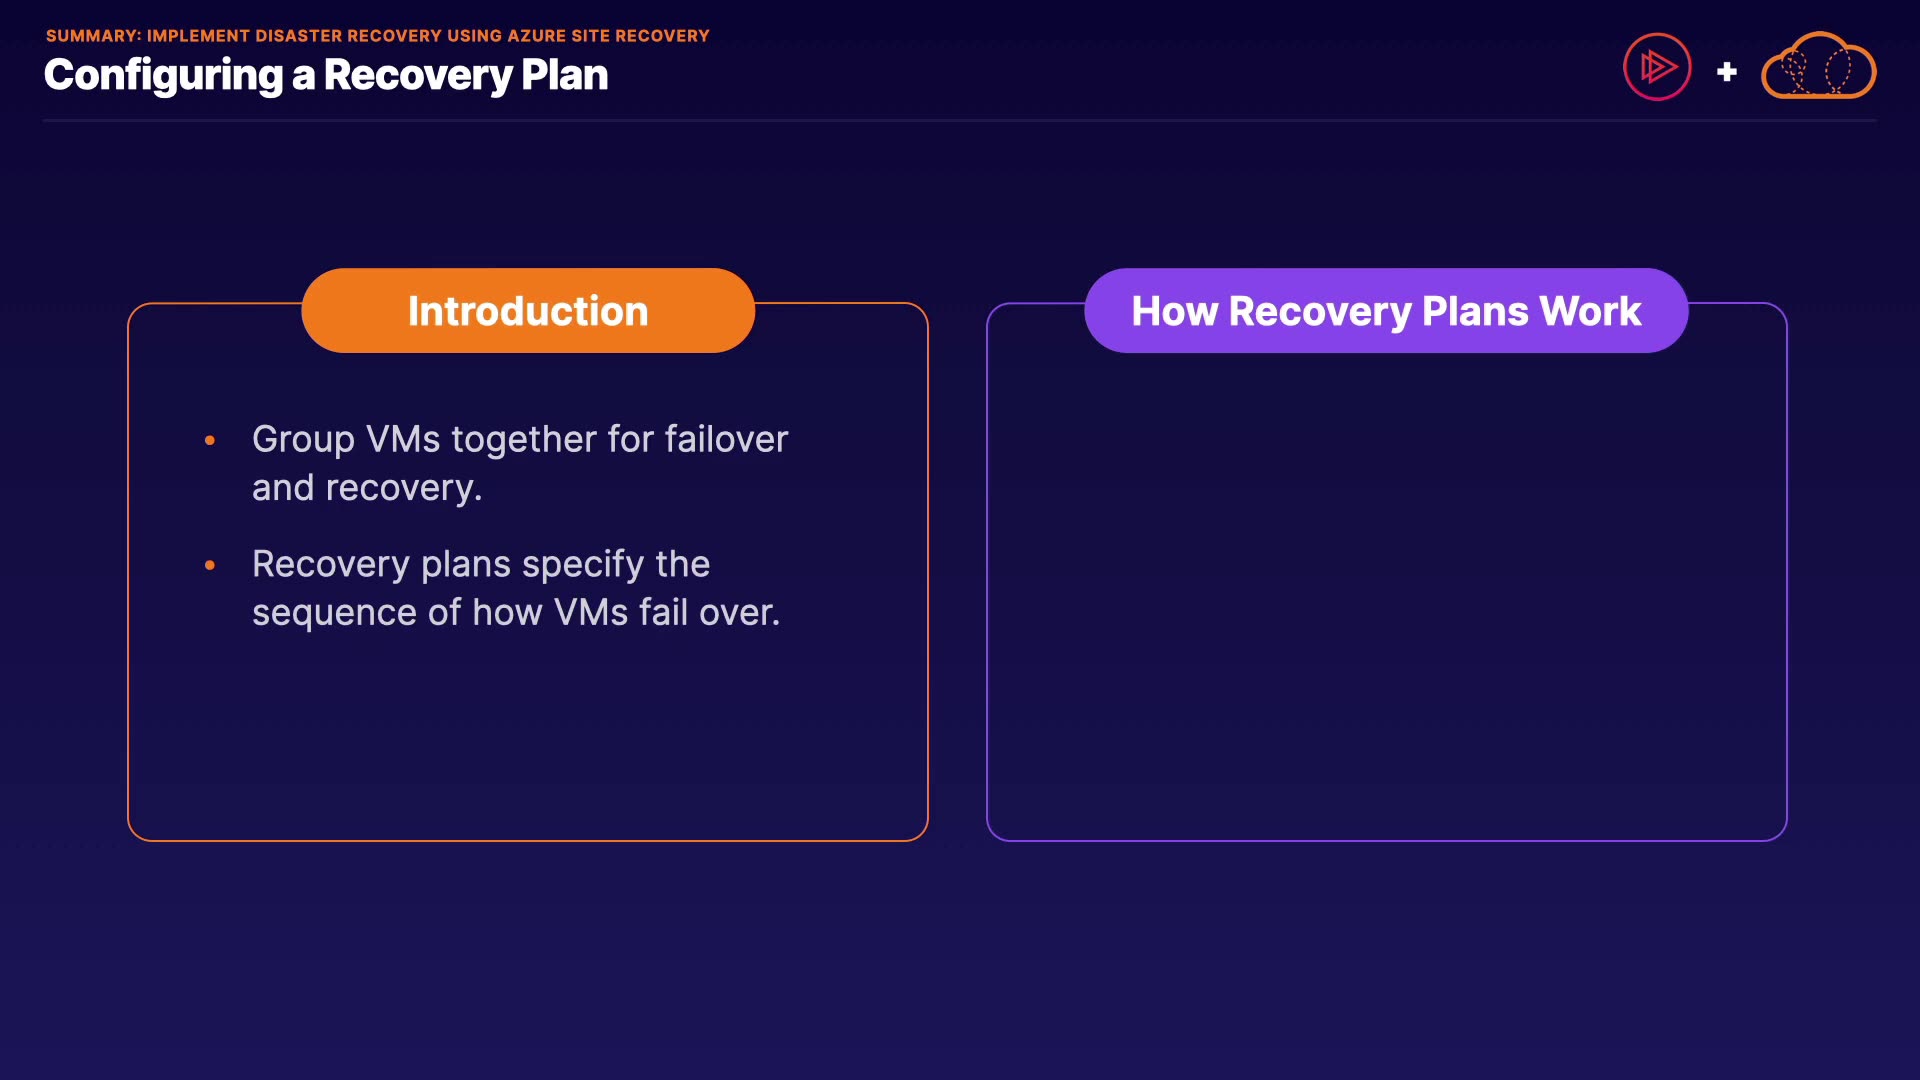 SUMMARY: IMPLEMENT DISASTER RECOVERY USING AZURE SITE RECOVERY
Configuring a Recovery Plan
+
Introduction
• Group VMs together for failover
and recovery.
• Recovery plans specify the
sequence of how VMs fail over.
How Recovery Plans Work